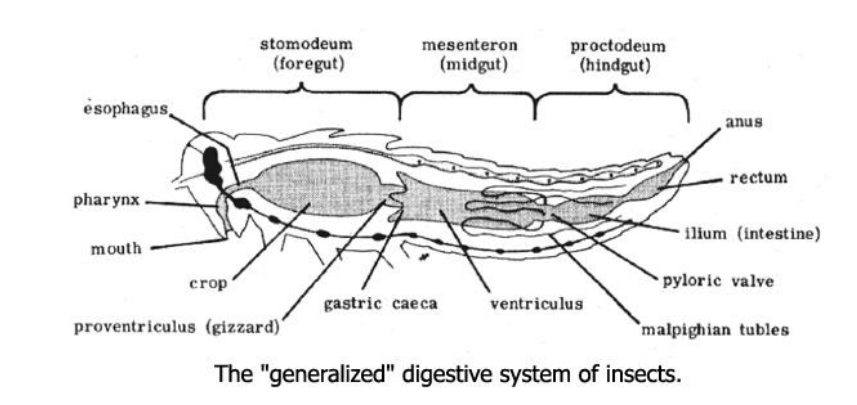 stomodeum
(foregut)
mesenteron
(midgut)
proctodeum
(hindgut)
esophagus
anus
pharynx
rectum
mouth
ilium (intestine)
crop
pyloric valve
gastric caeca
ventriculus
proventriculus (gizzard)
malpighian tubles
The "generalized" digestive system of insects.